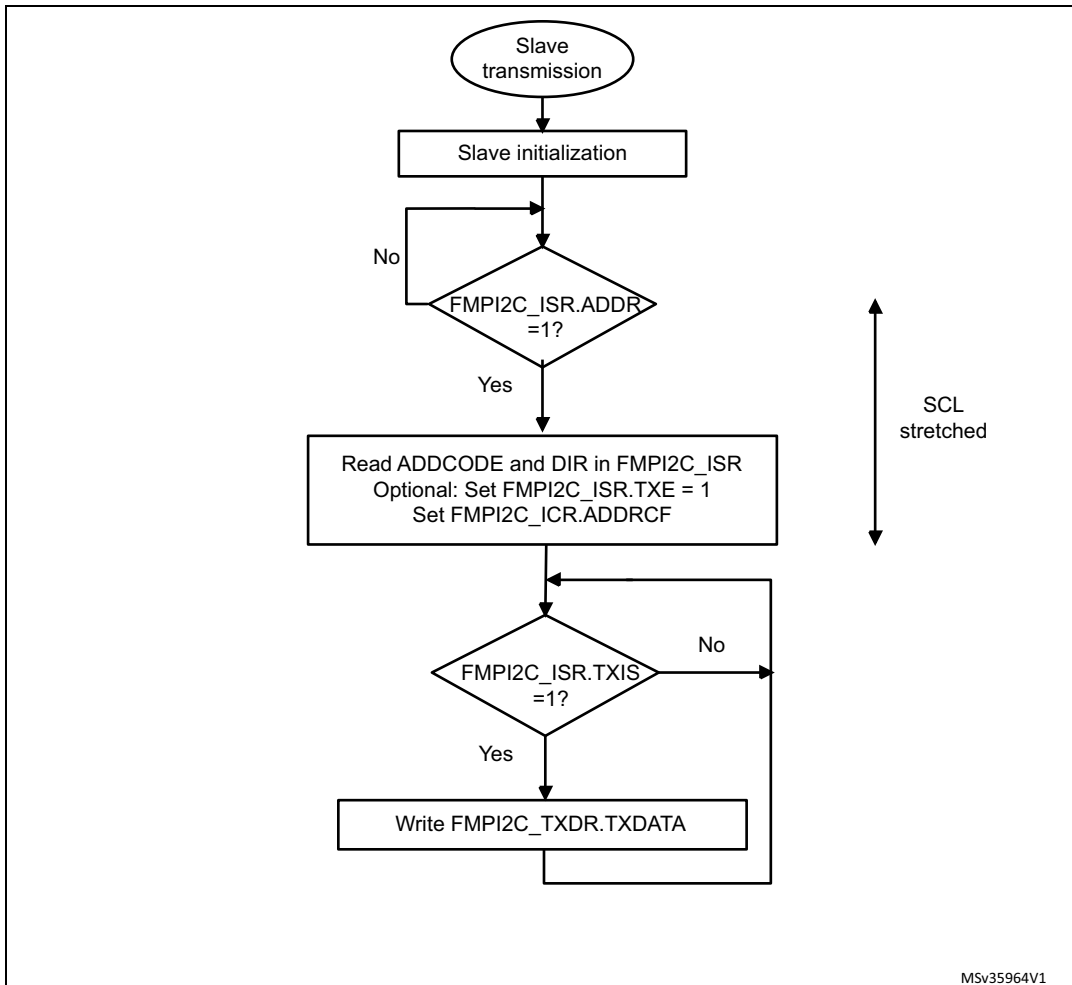 Slave
transmission
Slave initialization
No
FMPI2C_ISR.ADDR
=1?
Yes
SCL
stretched
Read ADDCODE and DIR in FMPI2C_ISR
Optional: Set FMPI2C_ISR.TXE = 1
Set FMPI2C_ICR.ADDRCF
No
FMPI2C_ISR.TXIS
=1?
Yes
Write FMPI2C_TXDR.TXDATA
MSv35964V1